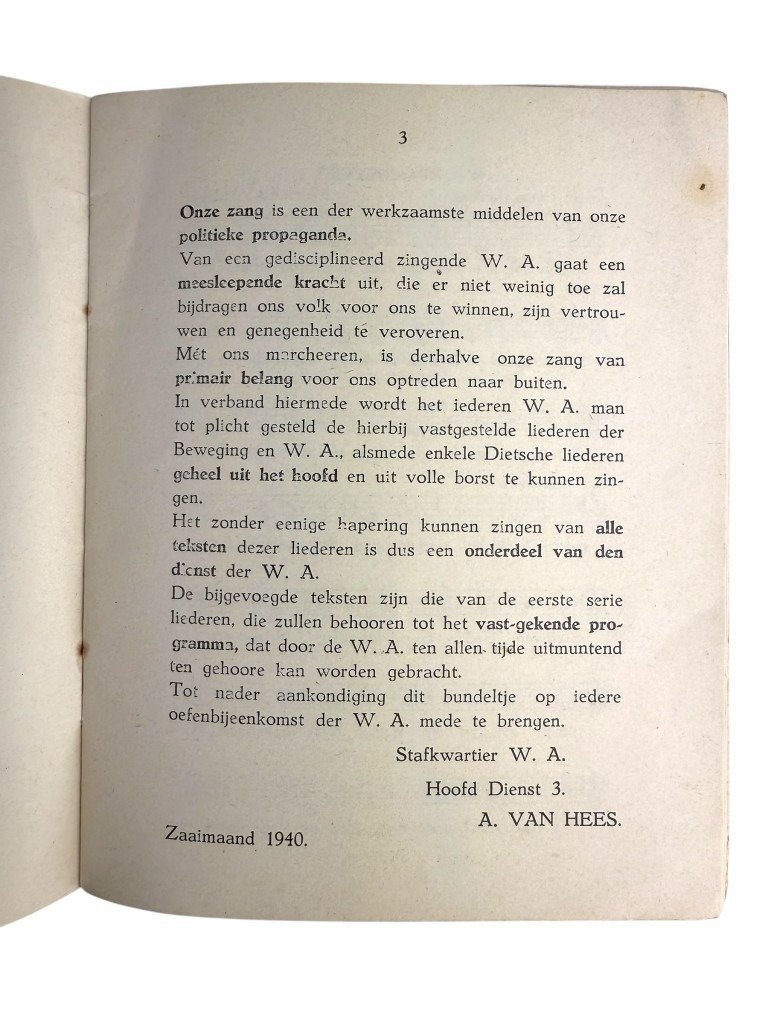 3
Onze zang is een der werkzaamste middelen van onze
politieke propaganda.
Van een gedisciplineerd zingende W. A. gaat een
meesleepende kracht uit, die er niet weinig toe zal
bijdragen ons volk voor ons te winnen, zijn vertrou-
wen en genegenheid te veroveren.
Mét ons marcheeren, is derhalve onze zang van
primair belang voor ons optreden naar buiten.
In verband hiermede wordt het iederen W. A. man
tot plicht gesteld de hierbij vastgestelde liederen der
Beweging en W. A., alsmede enkele Dietsche liederen
geheel uit het hoofd en uit volle borst te kunnen zin-
gen.
Het zonder eenige hapering kunnen zingen van alle
teksten dezer liederen is dus een onderdeel van den
dienst der W. A.
De bijgevoegde teksten zijn die van de eerste serie
liederen, die zullen behooren tot het vast-gekende pro-
gramma, dat door de W. A. ten allen tijde uitmuntend
ten gehoore kan worden gebracht.
Tot nader aankondiging dit bundeltje op iedere
oefenbijeenkomst der W. A. mede te brengen.
Stafkwartier W. A.
Hoofd Dienst 3.
A. VAN HEES.
Zaaimaand 1940.